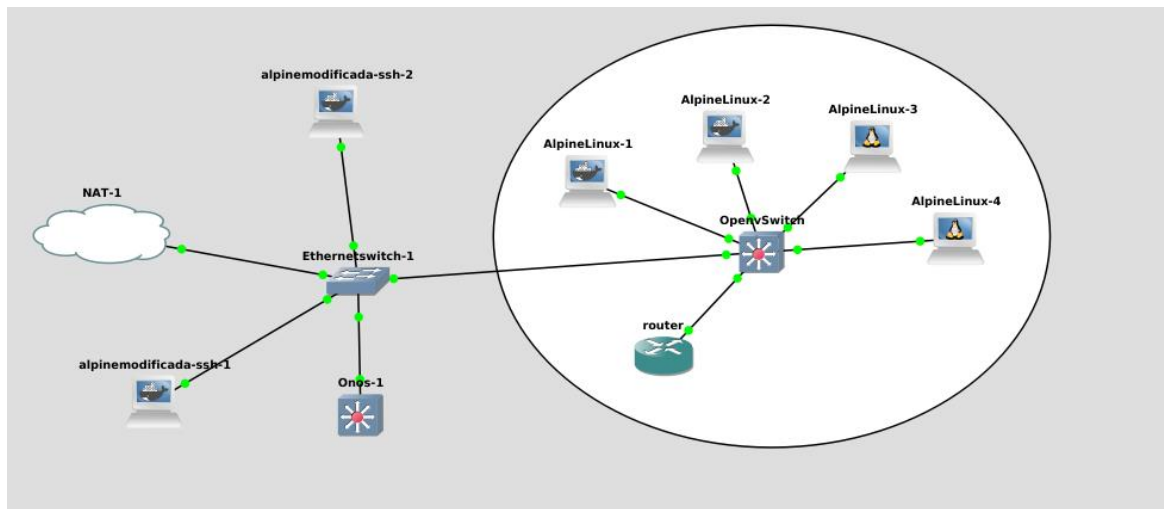 alpinemodificada-ssh-2
AlpineLinux-2
AlpineLinux-3
AlpineLinux-1
NAT-1
AlpineLinux-4
OpenvSwitch
Ethernetswitch-1
router
alpinemodificada-ssh-1
Onos-1